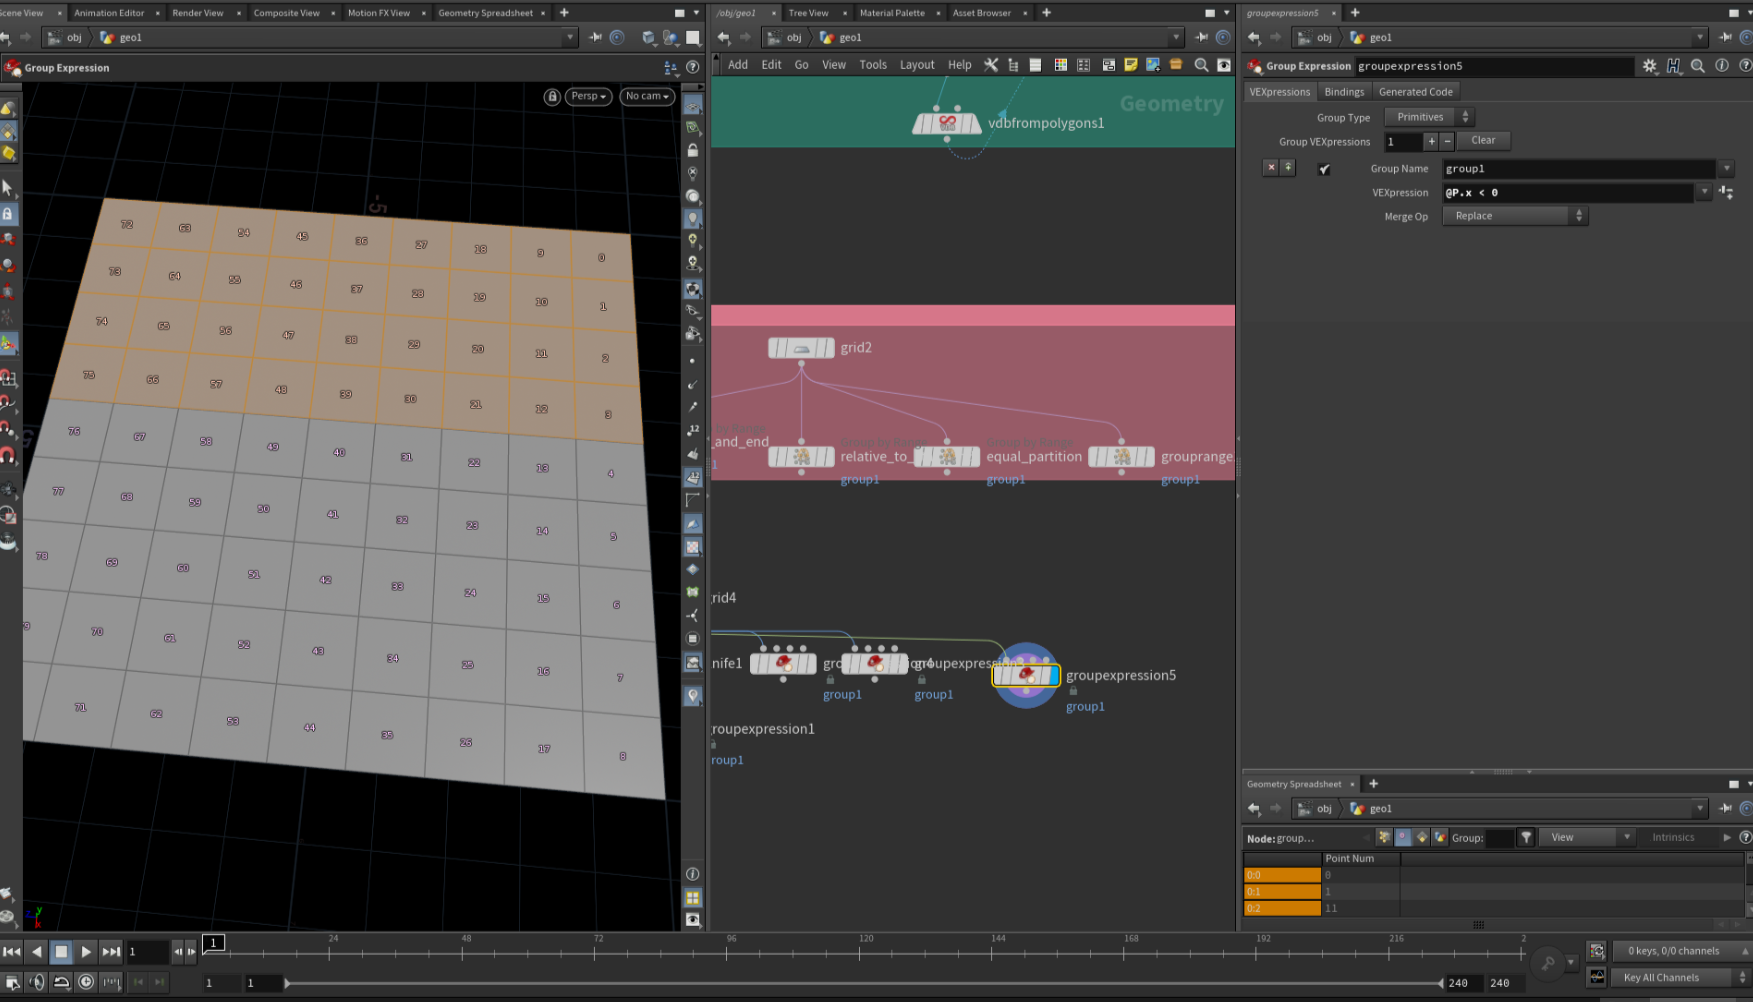 Scene View
Animation Editor
Render View
Composite View
Motion FX View
Geometry Spreadsheet
obj
geo1
Group Expression
Persp
No cam
-5
72 63 54 45 36 27 18 9 0
73 64 55 46 37 28 19 10 1
74 65 56 47 38 29 20 11 2
75 66 57 48 39 30 21 12 3
76 67 58 49 40 31 22 13 4
77 68 59 50 41 32 23 14 5
78 69 60 51 42 33 24 15 6
70 61 52 43 34 25 16 7
71 62 53 44 35 26 17 8
y
/obj/geo1
Tree View
Material Palette
Asset Browser
obj
geo1
Add Edit Go View Tools Layout Help
Geometry
vdbfrompolygons1
grid2
by Range
_and_end
Group by Range
relative_to_
group1
Group by Range
equal_partition
group1
grouprange
group1
rid4
nife1
group1
groupexpression
group1
groupexpression5
group1
roupexpression1
roup1
groupexpression5
obj
geo1
Group Expression groupexpression5
VEXpressions
Bindings
Generated Code
Group Type Primitives
Group VEXpressions 1 + − Clear
Group Name group1
VEXpression @P.x < 0
Merge Op Replace
Geometry Spreadsheet
obj
geo1
Node: group...
Group:
View
Intrinsics
Point Num
0:0 0
0:1 1
0:2 11
1
1
24 48 72 96 120 144 168 192 216 2
0 keys, 0/0 channels
1
1
240
240
Key All Channels